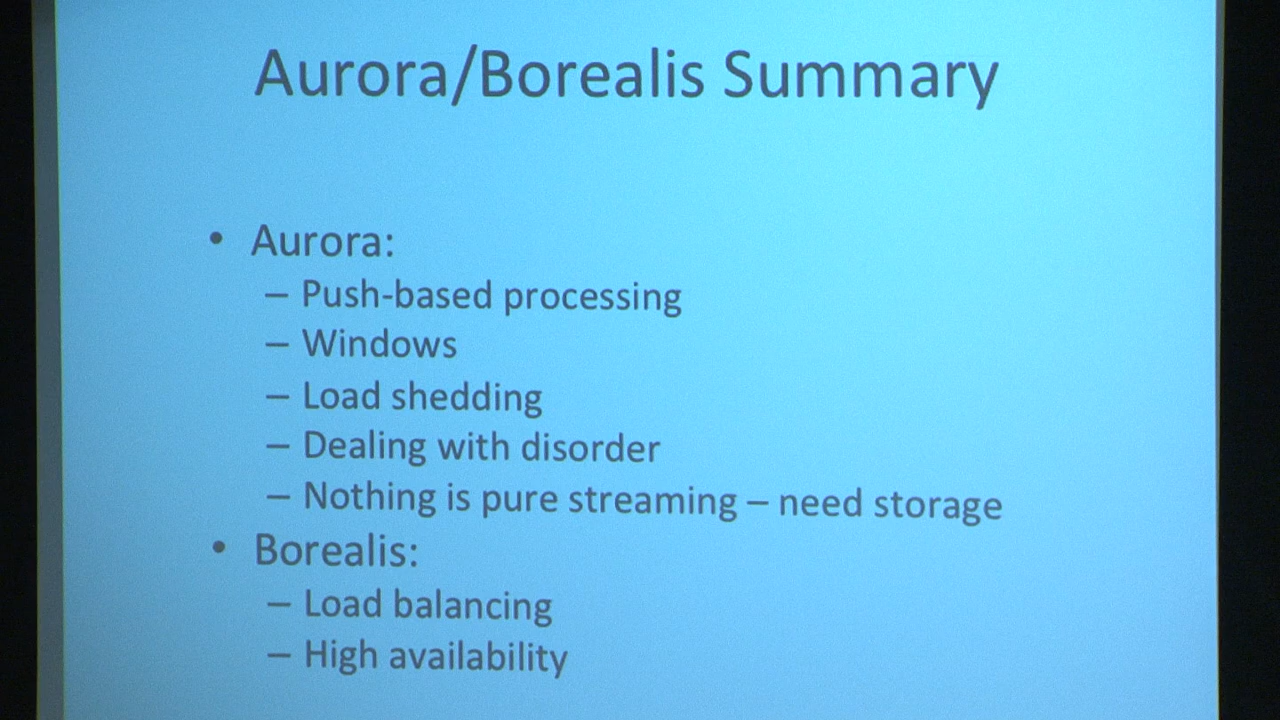 Aurora/Borealis Summary
• Aurora:
– Push-based processing
– Windows
– Load shedding
– Dealing with disorder
– Nothing is pure streaming – need storage
• Borealis:
– Load balancing
– High availability